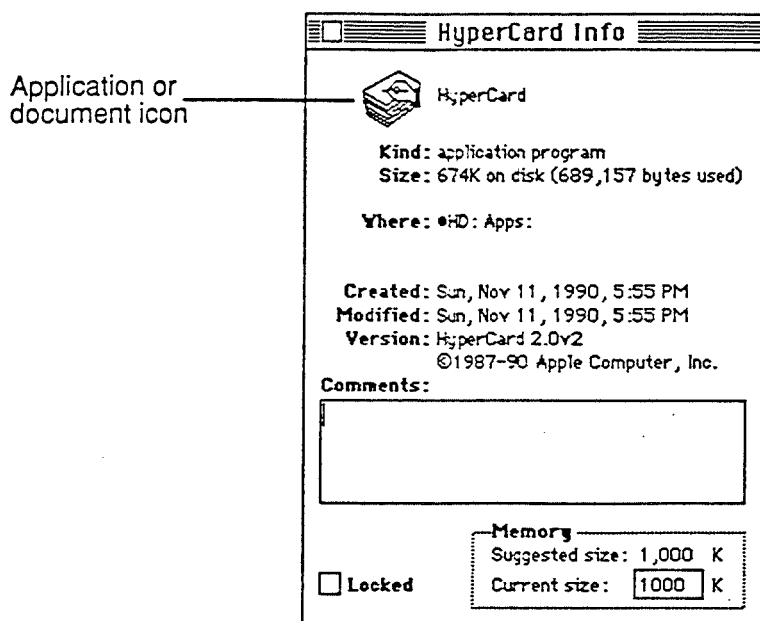 HyperCard Info
Application or
document icon
HyperCard
Kind: application program
Size: 674K on disk (689,157 bytes used)
Where: •HD: Apps:
Created: Sun, Nov 11, 1990, 5:55 PM
Modified: Sun, Nov 11, 1990, 5:55 PM
Version: HyperCard 2.0v2
©1987-90 Apple Computer, Inc.
Comments:
Memory
Suggested size: 1,000 K
Locked
Current size: 1000 K